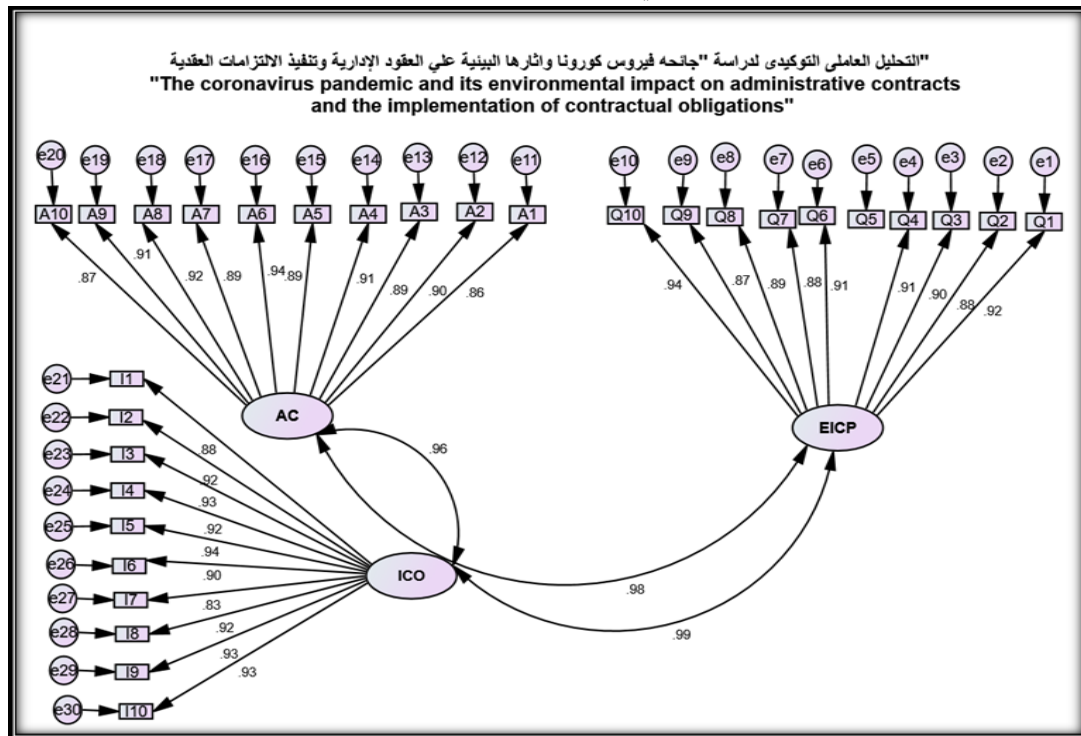 "التحليل العاملى التوكيدى لدراسة "جانحه فيروس كورونا واثارها البينية علي العقود الإدارية وتنفيذ الالتزامات العقدية
"The coronavirus pandemic and its environmental impact on administrative contracts
and the implementation of contractual obligations"
e20 e19 e18 e17 e16 e15 e14 e13 e12 e11 e10 e9 e8 e7 e6 e5 e4 e3 e2 e1
A10 A9 A8 A7 A6 A5 A4 A3 A2 A1 Q10 Q9 Q8 Q7 Q6 Q5 Q4 Q3 Q2 Q1
.87 .91 .92 .89 .94 .89 .91 .89 .90 .86 .94 .87 .89 .88 .91 .91 .90 .88 .92
AC
EICP
ICO
e21 I1
e22 I2
e23 I3
e24 I4
e25 I5
e26 I6
e27 I7
e28 I8
e29 I9
e30 I10
.88
.92
.93
.92
.94
.90
.83
.92
.93
.93
.96
.98
.99